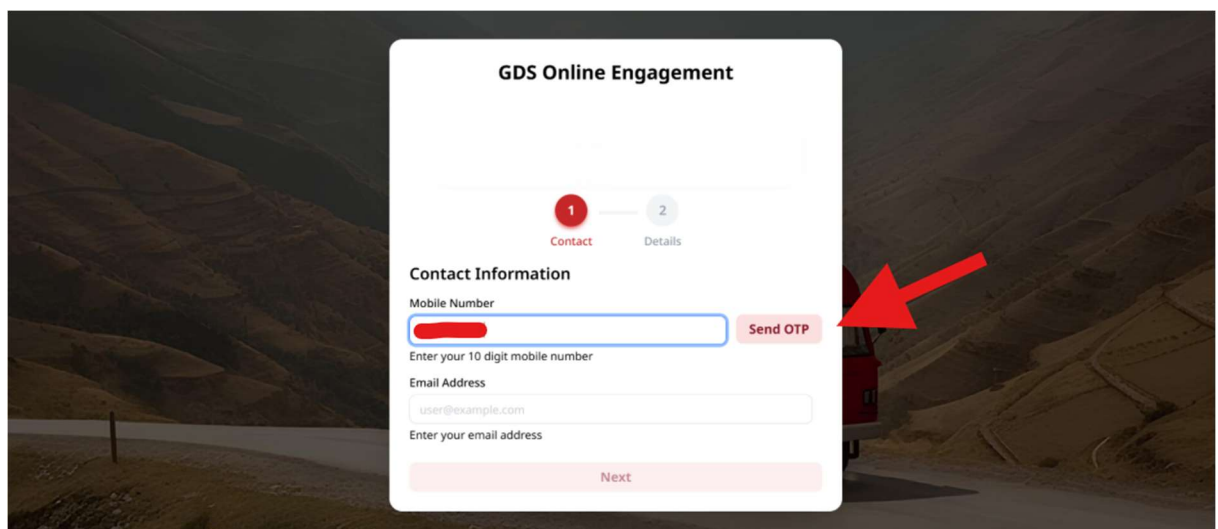 GDS Online Engagement
1 2
Contact Details
Contact Information
Mobile Number
Send OTP
Enter your 10 digit mobile number
Email Address
user@example.com
Enter your email address
Next